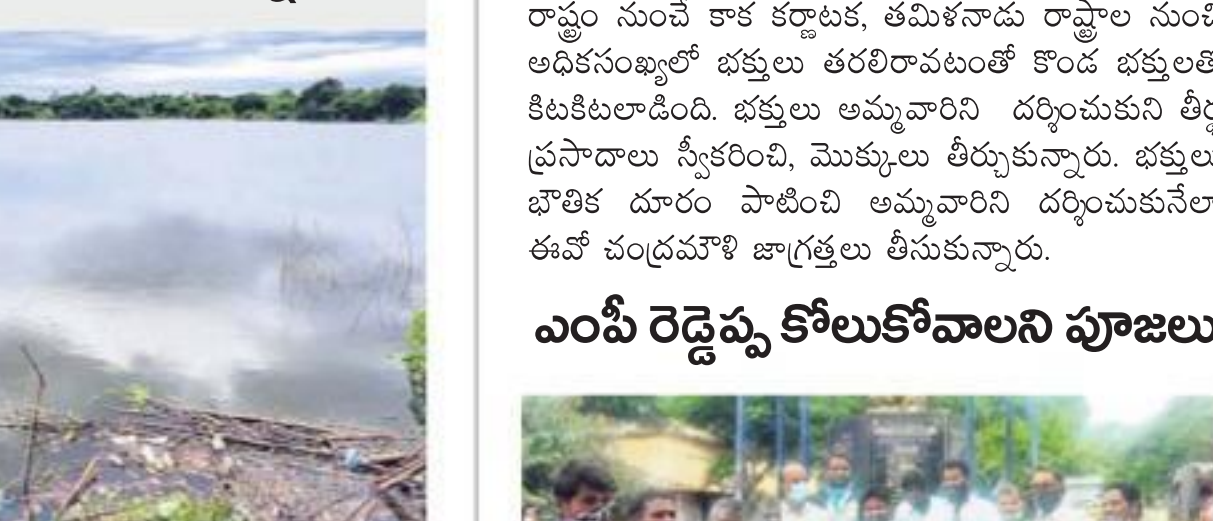 రాష్ట్రం నుంచే కాక కర్ణాటక, తమిళనాడు రాష్ట్రాల నుంచి
అధికసంఖ్యలో భక్తులు తరలిరావటంతో కొండ భక్తులతో
కిటకిటలాడింది. భక్తులు అమ్మవారిని దర్శించుకుని తీర్థ
ప్రసాదాలు స్వీకరించి, మొక్కులు తీర్చుకున్నారు. భక్తులు
భౌతిక దూరం పాటించి అమ్మవారిని దర్శించుకునేలా
ఈవో చంద్రమౌళి జాగ్రత్తలు తీసుకున్నారు.
ఎంపీ రెడ్డెప్ప కోలుకోవాలని పూజలు